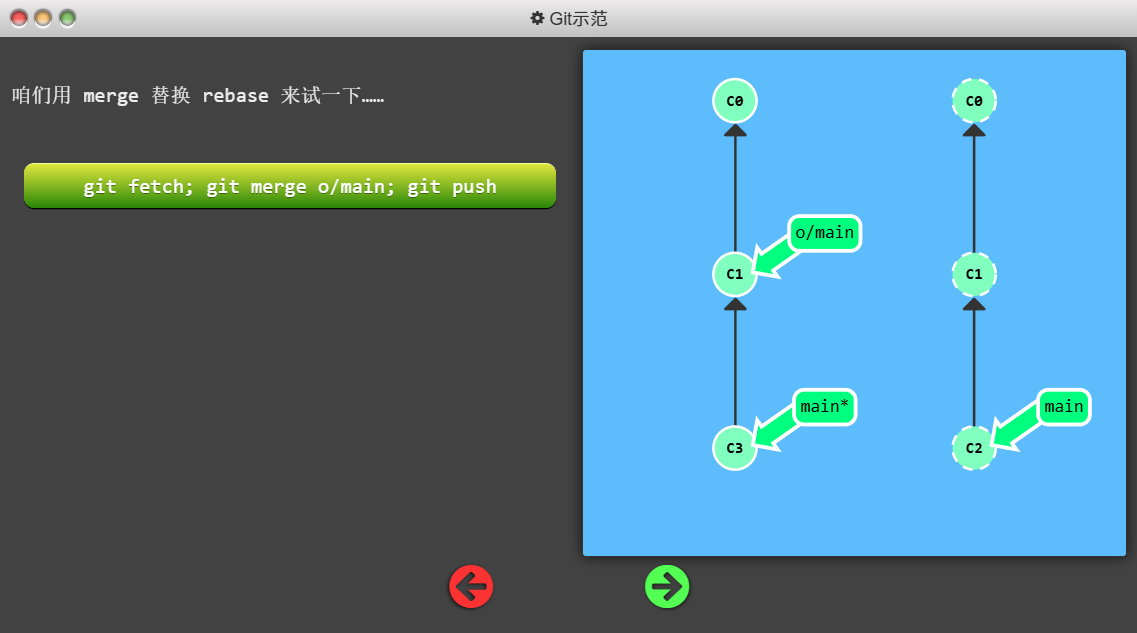 Git示范
咱们用 merge 替换 rebase 来试一下……
git fetch; git merge o/main; git push
C0
C0
o/main
C1
C1
main*
main
C3
C2